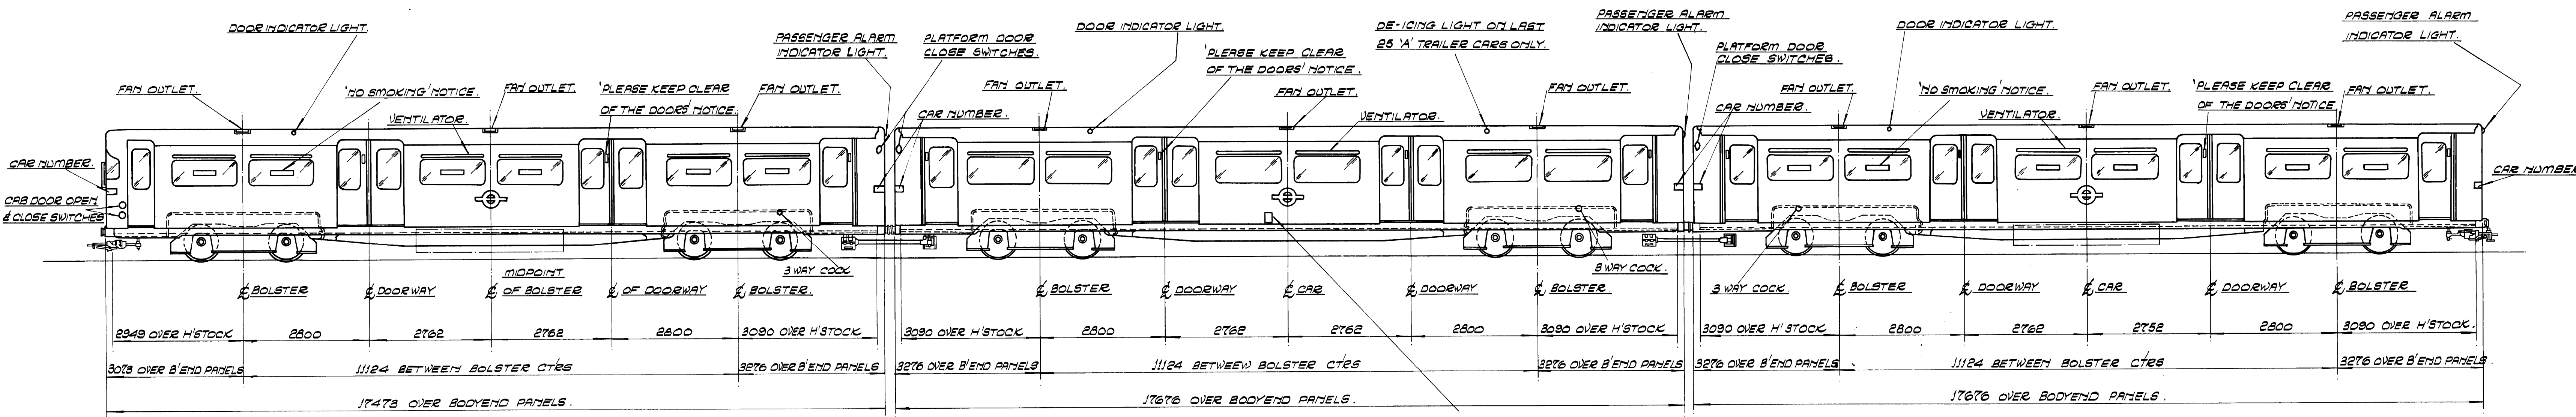 DOOR INDICATOR LIGHT.
PASSENGER ALARM
INDICATOR LIGHT.
PLATFORM DOOR
CLOSE SWITCHES.
DOOR INDICATOR LIGHT.
DE-ICING LIGHT ON LAST
25 'A' TRAILER CARS ONLY.
PASSENGER ALARM
INDICATOR LIGHT.
PLATFORM DOOR
CLOSE SWITCHES.
DOOR INDICATOR LIGHT.
PASSENGER ALARM
INDICATOR LIGHT.
FAN OUTLET.
'NO SMOKING' NOTICE.
FAN OUTLET.
'PLEASE KEEP CLEAR
OF THE DOORS' NOTICE.
FAN OUTLET.
FAN OUTLET.
'PLEASE KEEP CLEAR
OF THE DOORS' NOTICE.
FAN OUTLET.
FAN OUTLET.
FAN OUTLET.
'NO SMOKING' NOTICE.
FAN OUTLET.
'PLEASE KEEP CLEAR
OF THE DOORS' NOTICE
FAN OUTLET.
VENTILATOR.
CAR NUMBER.
VENTILATOR.
CAR NUMBER.
VENTILATOR.
CAR NUMBER.
CAB DOOR OPEN
& CLOSE SWITCHES
CAR NUMBER
3 WAY COCK
3 WAY COCK.
3 WAY COCK.
℄ BOLSTER
℄ DOORWAY
MIDPOINT
℄ OF BOLSTER
℄ OF DOORWAY
℄ BOLSTER.
℄ BOLSTER
℄ DOORWAY
℄ CAR
℄ DOORWAY
℄ BOLSTER
℄ BOLSTER
℄ DOORWAY
℄ CAR
℄ DOORWAY
℄ BOLSTER
2949 OVER H'STOCK
2800
2762
2762
2800
3090 OVER H'STOCK
3090 OVER H'STOCK
2800
2762
2762
2800
3090 OVER H'STOCK
3090 OVER H'STOCK
2800
2762
2752
2800
3090 OVER H'STOCK.
3073 OVER B'END PANELS
11124 BETWEEN BOLSTER CTRS
3276 OVER B'END PANELS
3276 OVER B'END PANELS
11124 BETWEEW BOLSTER CTRS
3276 OVER B'END PANELS
3276 OVER B'END PANELS
11124 BETWEEN BOLSTER CTRS
3276 OVER B'END PANELS.
17473 OVER BODYEND PANELS.
17676 OVER BODYEND PANELS.
17676 OVER BODYEND PANELS.